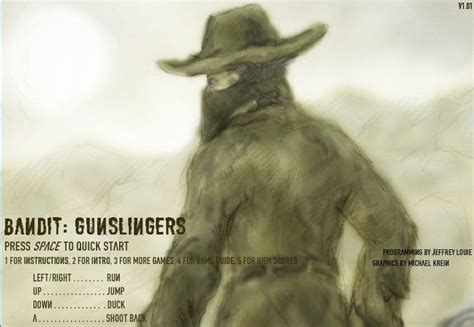 V1.01
BANDIT: GUNSLINGERS
PRESS SPACE TO QUICK START
1 FOR INSTRUCTIONS, 2 FOR INTRO, 3 FOR MORE GAMES, 4 FOR GAME GUIDE, 5 FOR HIGH SCORES
LEFT/RIGHT ........ RUN
UP ................ JUMP
DOWN .............. DUCK
A ................. SHOOT BACK
PROGRAMMING BY JEFFREY LOUIE
GRAPHICS BY MICHAEL KREIN